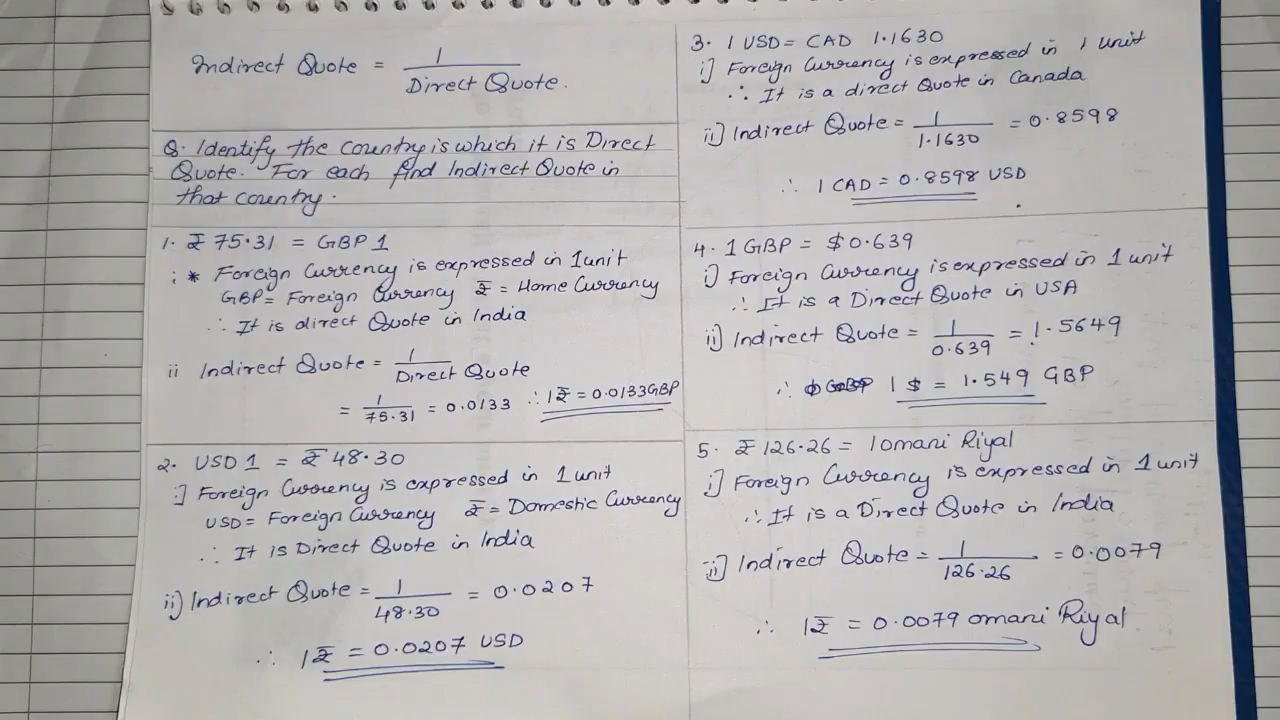 Indirect Quote = 1 / Direct Quote.
Q. Identify the country is which it is Direct
Quote. For each find Indirect Quote in
that country.
1. ₹ 75.31 = GBP 1
i * Foreign Currency is expressed in 1 unit
GBP = Foreign Currency ₹ = Home Currency
∴ It is direct Quote in India
ii Indirect Quote = 1 / Direct Quote
= 1 / 75.31 = 0.0133 ∴ 1₹ = 0.0133 GBP
2. USD 1 = ₹ 48.30
i] Foreign Currency is expressed in 1 unit
USD = Foreign Currency ₹ = Domestic Currency
∴ It is Direct Quote in India
ii) Indirect Quote = 1 / 48.30 = 0.0207
∴ 1₹ = 0.0207 USD
3. 1 USD = CAD 1.1630
i] Foreign Currency is expressed in 1 unit
∴ It is a direct Quote in Canada
ii] Indirect Quote = 1 / 1.1630 = 0.8598
∴ 1 CAD = 0.8598 USD
4. 1 GBP = $ 0.639
i) Foreign Currency is expressed in 1 unit
∴ It is a Direct Quote in USA
ii) Indirect Quote = 1 / 0.639 = 1.5649
∴ 1 $ = 1.549 GBP
5. ₹ 126.26 = 1 omani Riyal
i] Foreign Currency is expressed in 1 unit
∴ It is a Direct Quote in India
ii] Indirect Quote = 1 / 126.26 = 0.0079
∴ 1₹ = 0.0079 omani Riyal